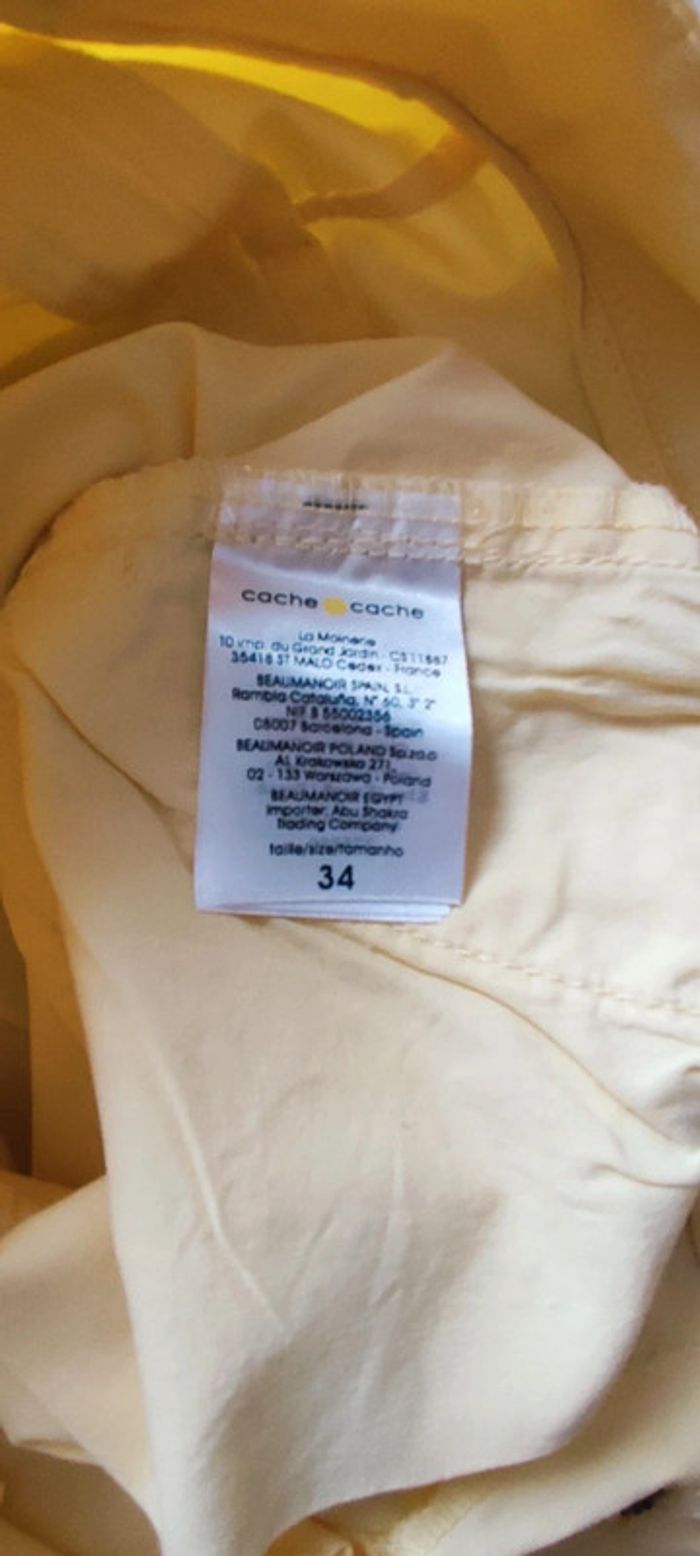 cache cache
La Moinerie
10 imp. du Grand Jardin - CS11887
35418 ST MALO Cedex - France
BEAUMANOIR SPAIN, S.L.
Rambla Cataluña, N° 60, 3° 2°
NIF B 55002356
08007 Barcelona - Spain
BEAUMANOIR POLAND Sp.z.o.o
AL Krakowska 271,
02 - 133 Warszawa - Poland
BEAUMANOIR EGYPT
Importer: Abu Shakra
Trading Company
taille/size/tamanho
34